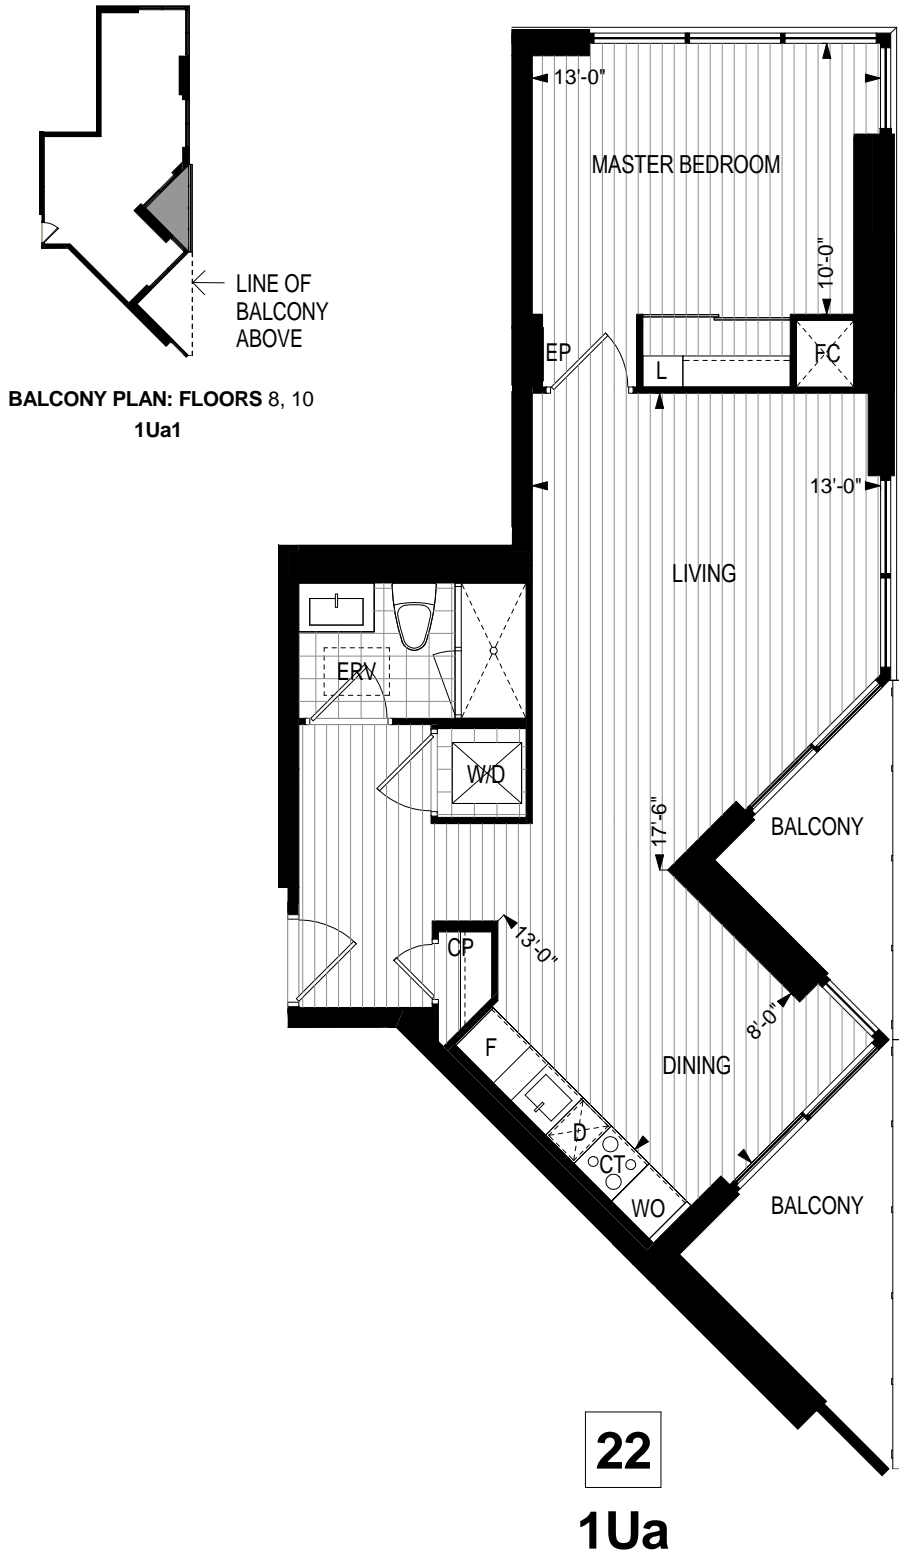 LINE OF
BALCONY
ABOVE
BALCONY PLAN: FLOORS 8, 10
1Ua1
13'-0"
MASTER BEDROOM
10'-0"
EP
L
FC
13'-0"
LIVING
ERV
W/D
17'-6"
BALCONY
CP
13'-0"
8'-0"
F
DINING
D
CT
WO
BALCONY
22
1Ua